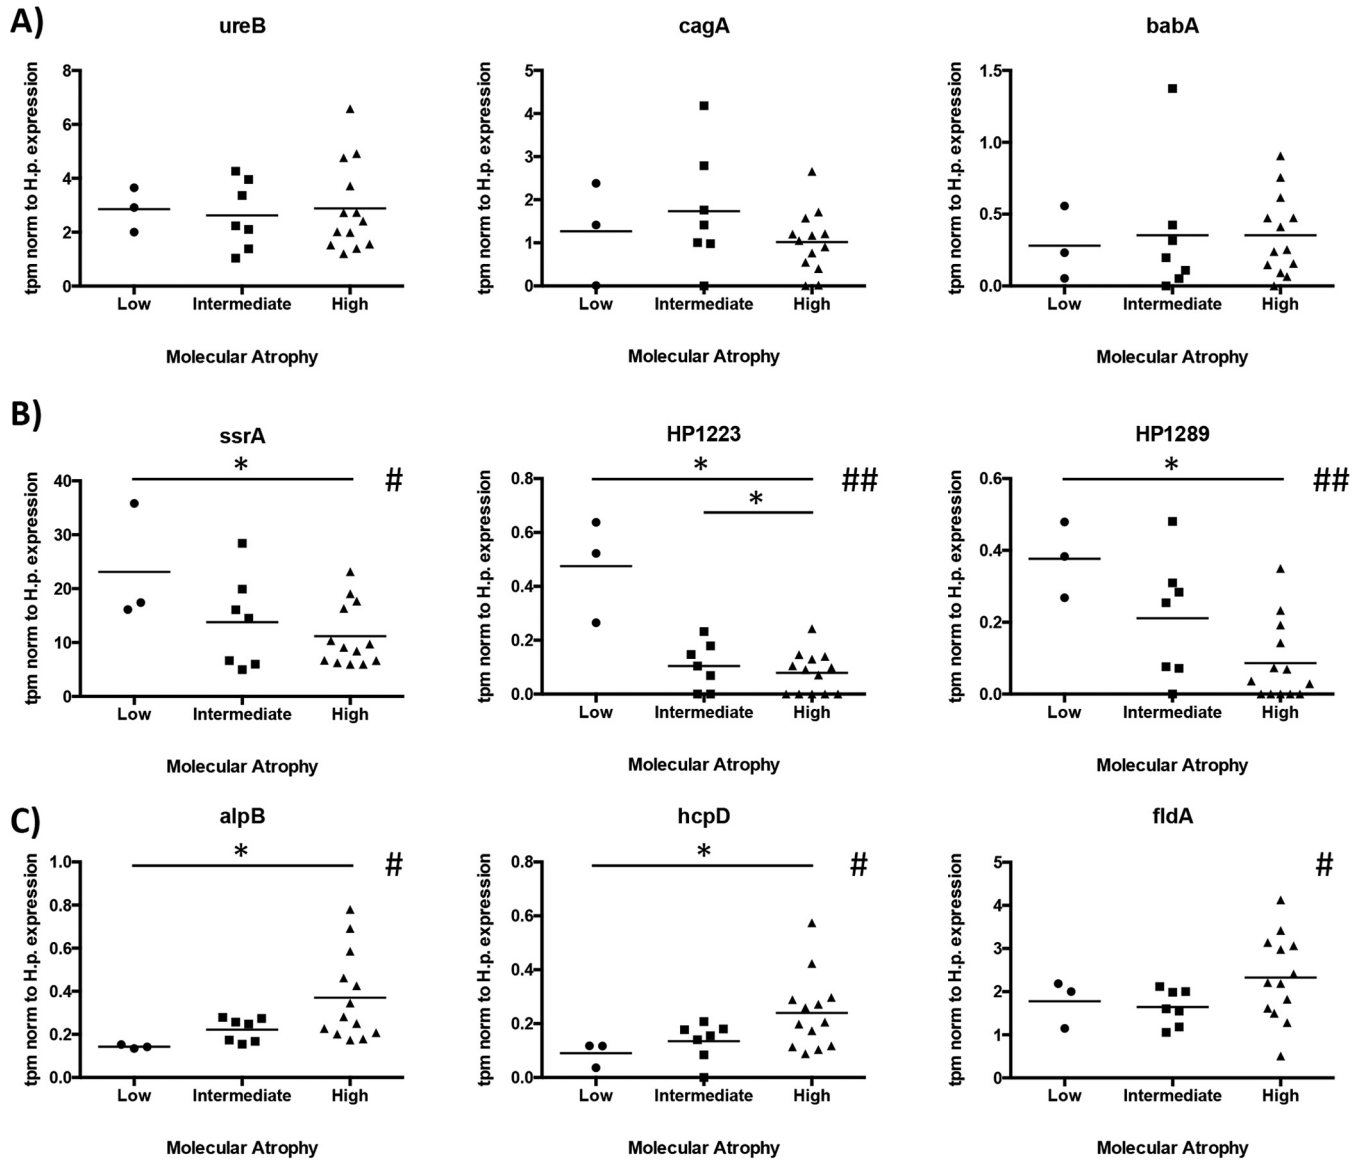 A)
ureB
cagA
babA
tpm norm to H.p. expression
8
6
4
2
0
Low Intermediate High
Molecular Atrophy
tpm norm to H.p. expression
5
4
3
2
1
0
Low Intermediate High
Molecular Atrophy
tpm norm to H.p. expression
1.5
1.0
0.5
0.0
Low Intermediate High
Molecular Atrophy
B)
ssrA
*
#
tpm norm to H.p. expression
40
30
20
10
0
Low Intermediate High
Molecular Atrophy
HP1223
*
##
*
tpm norm to H.p. expression
0.8
0.6
0.4
0.2
0.0
Low Intermediate High
Molecular Atrophy
HP1289
*
##
tpm norm to H.p. expression
0.6
0.4
0.2
0.0
Low Intermediate High
Molecular Atrophy
C)
alpB
*
#
tpm norm to H.p. expression
1.0
0.8
0.6
0.4
0.2
0.0
Low Intermediate High
Molecular Atrophy
hcpD
*
#
tpm norm to H.p. expression
0.8
0.6
0.4
0.2
0.0
Low Intermediate High
Molecular Atrophy
fldA
#
tpm norm to H.p. expression
5
4
3
2
1
0
Low Intermediate High
Molecular Atrophy